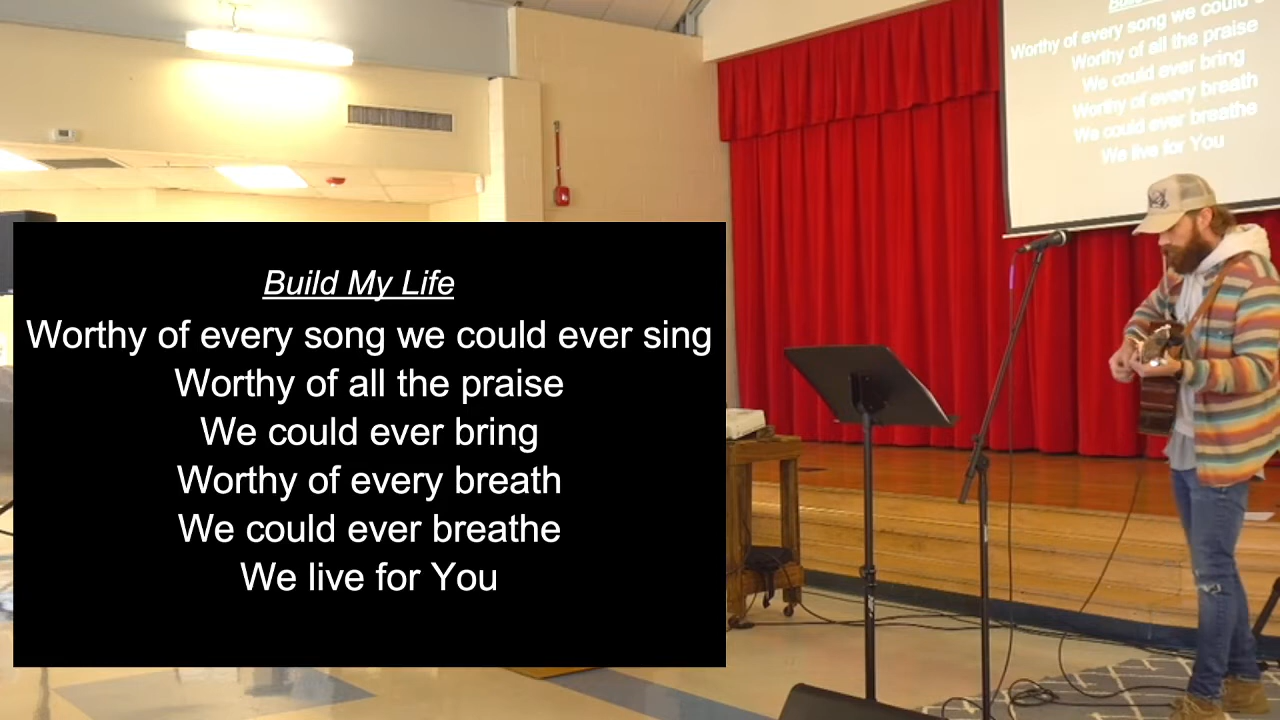 Build My Life
Worthy of every song we could ever sing
Worthy of all the praise
We could ever bring
Worthy of every breath
We could ever breathe
We live for You
Worthy of every song we could
Worthy of all the praise
We could ever bring
Worthy of every breath
We could ever breathe
We live for You